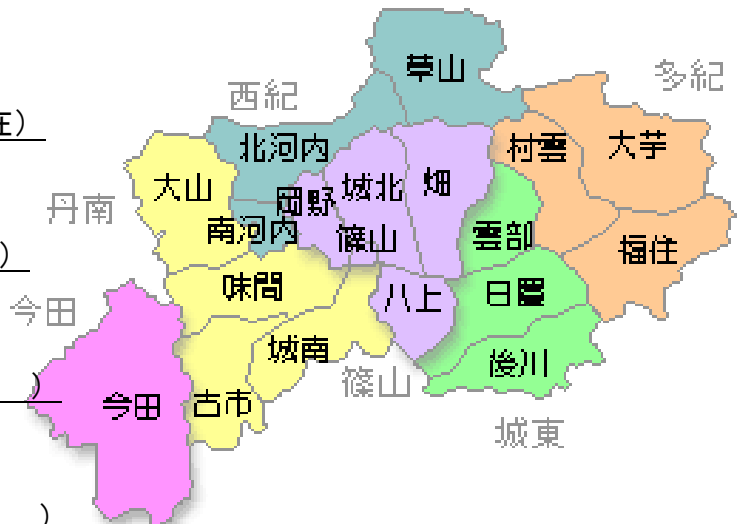 草山
多紀
西紀
在）
北河内
村雲
大芋
大山
城北
畑
岡野
丹南
南河内
篠山
雲部
福住
）
味間
八上
日置
今田
城南
後川
篠山
）
今田
古市
城東
）